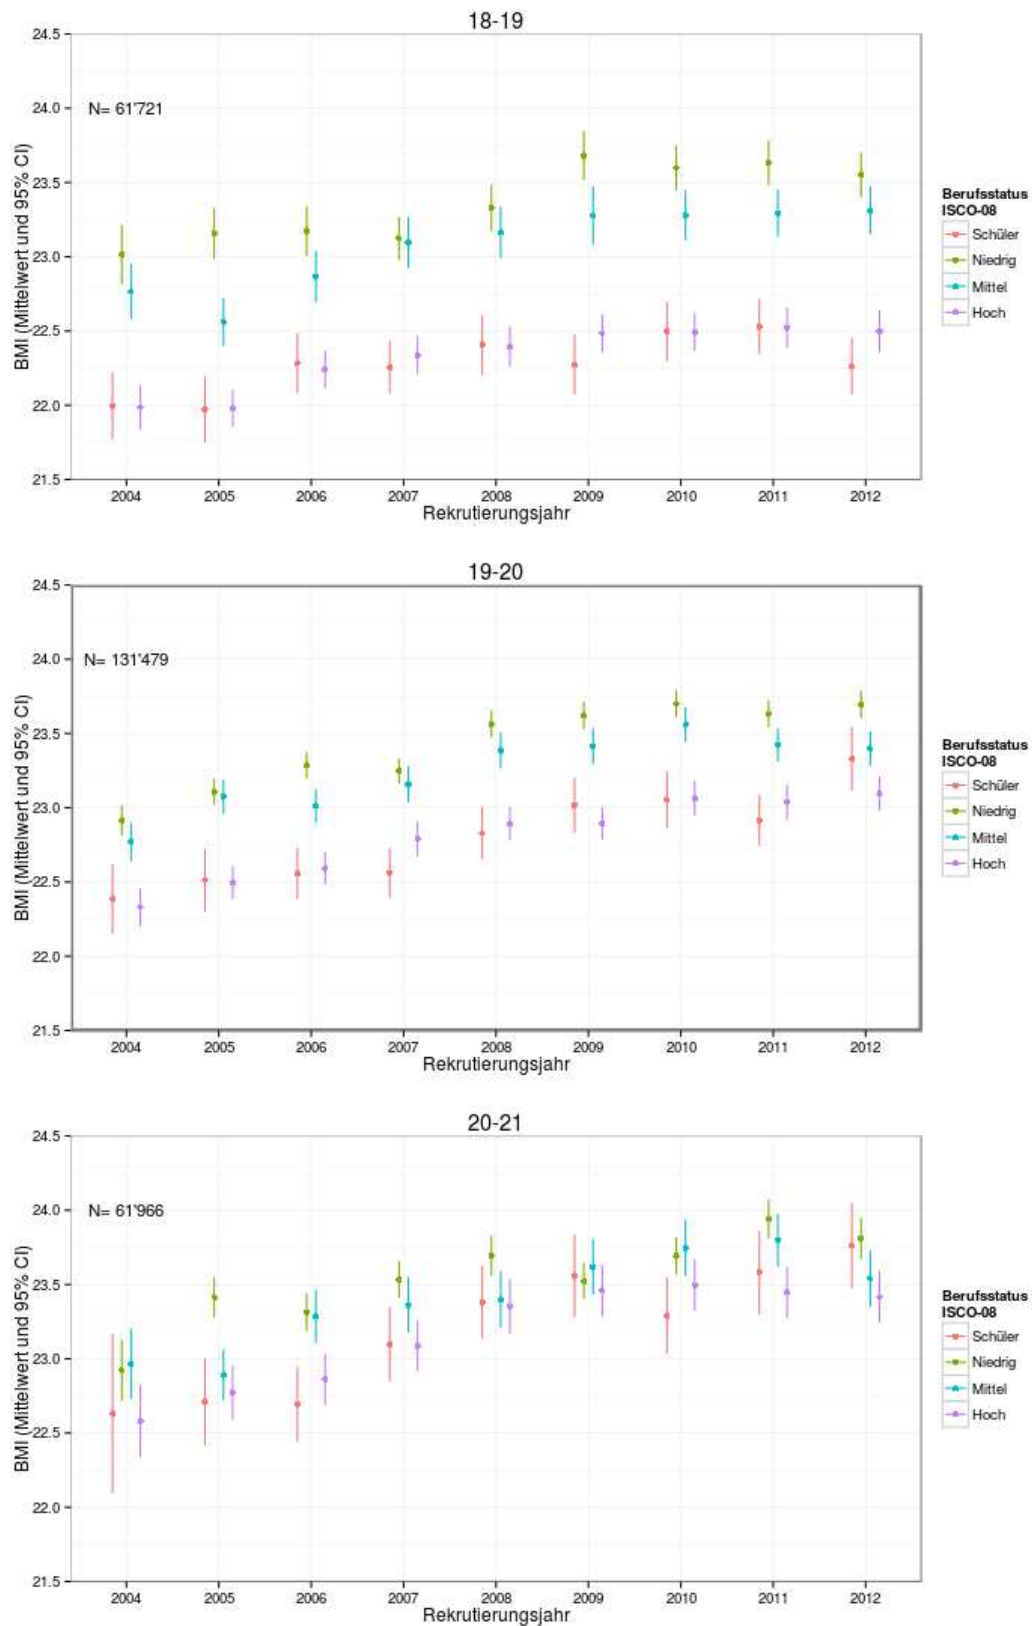 18-19
24.5
24.0
23.5
23.0
22.5
22.0
21.5
BMI (Mittelwert und 95% CI)
N= 61'721
2004 2005 2006 2007 2008 2009 2010 2011 2012
Rekrutierungsjahr
Berufsstatus
ISCO-08
Schüler
Niedrig
Mittel
Hoch
19-20
24.5
24.0
23.5
23.0
22.5
22.0
21.5
BMI (Mittelwert und 95% CI)
N= 131'479
2004 2005 2006 2007 2008 2009 2010 2011 2012
Rekrutierungsjahr
Berufsstatus
ISCO-08
Schüler
Niedrig
Mittel
Hoch
20-21
24.5
24.0
23.5
23.0
22.5
22.0
21.5
BMI (Mittelwert und 95% CI)
N= 61'966
2004 2005 2006 2007 2008 2009 2010 2011 2012
Rekrutierungsjahr
Berufsstatus
ISCO-08
Schüler
Niedrig
Mittel
Hoch